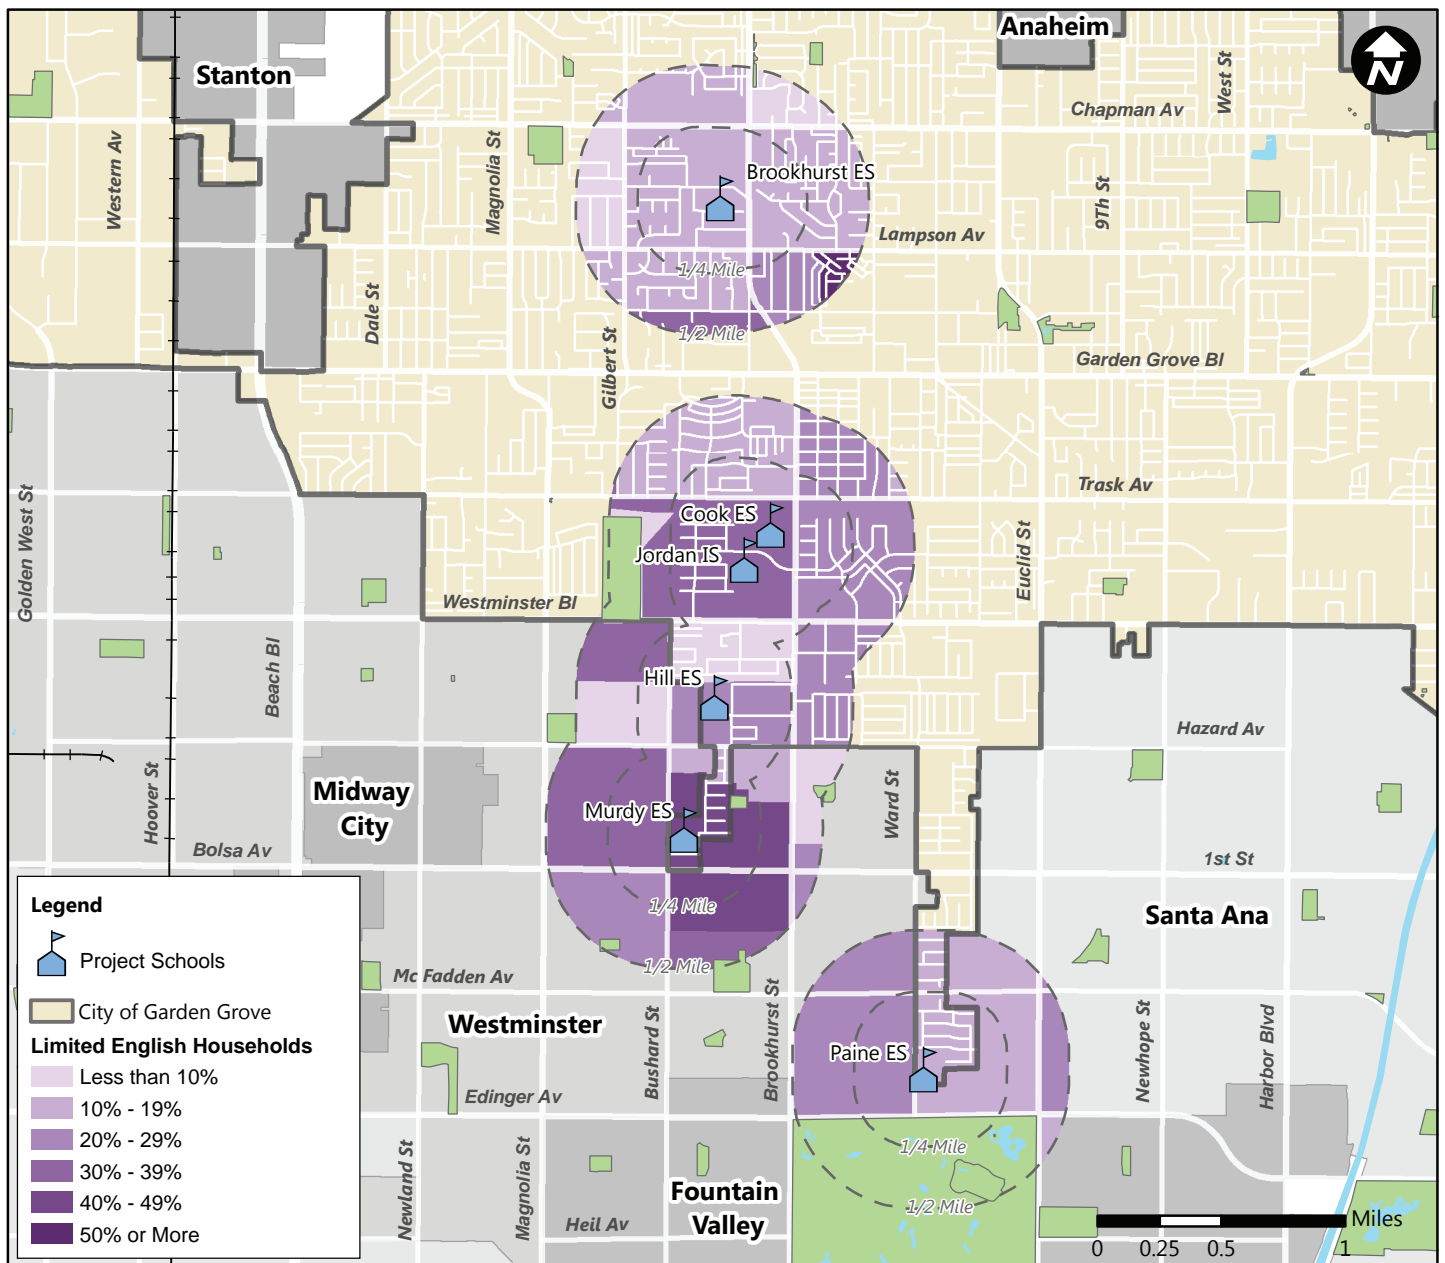 Anaheim
Stanton
N
West St
Chapman Av
Western Av
Magnolia St
Brookhurst ES
9Th St
Lampson Av
1/4 Mile
Dale St
1/2 Mile
Gilbert St
Garden Grove Bl
Trask Av
Golden West St
Cook ES
Jordan IS
Euclid St
Westminster Bl
Beach Bl
Hill ES
Hazard Av
Hoover St
Midway
City
Ward St
Murdy ES
Bolsa Av
1st St
1/4 Mile
Santa Ana
1/2 Mile
Mc Fadden Av
Westminster
Bushard St
Brookhurst St
Paine ES
Newhope St
Harbor Blvd
Edinger Av
1/4 Mile
Newland St
Magnolia St
Fountain
Valley
1/2 Mile
Heil Av
Legend
Project Schools
City of Garden Grove
Limited English Households
Less than 10%
10% - 19%
20% - 29%
30% - 39%
40% - 49%
50% or More
Miles
0 0.25 0.5 1